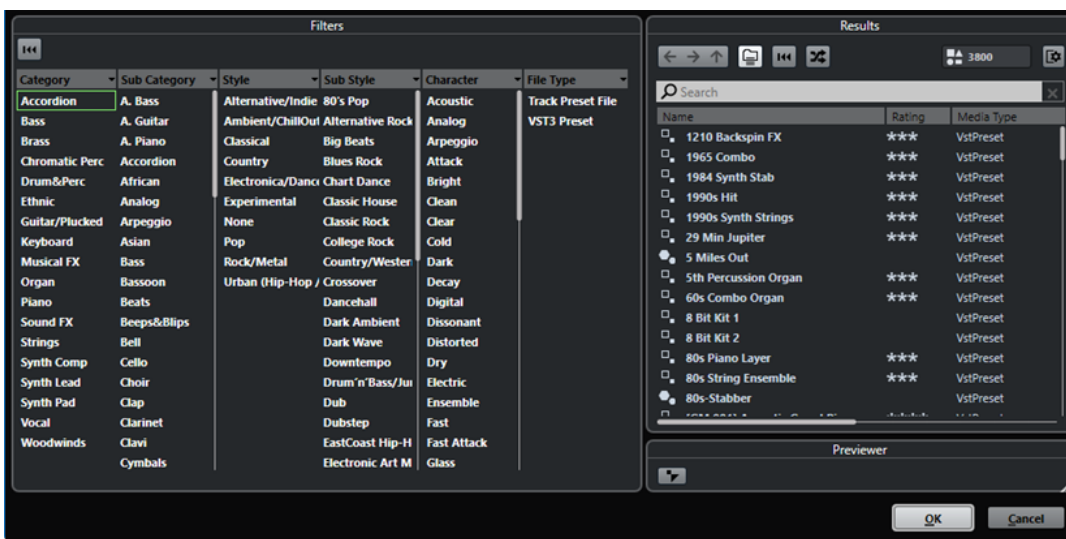 Filters
Category Sub Category Style Sub Style Character File Type
Accordion A. Bass Alternative/Indie 80's Pop Acoustic Track Preset File
Bass A. Guitar Ambient/ChillOut Alternative Rock Analog VST3 Preset
Brass A. Piano Classical Big Beats Arpeggio
Chromatic Perc Accordion Country Blues Rock Attack
Drum&Perc African Electronica/Danc Chart Dance Bright
Ethnic Analog Experimental Classic House Clean
Guitar/Plucked Arpeggio None Classic Rock Clear
Keyboard Asian Pop College Rock Cold
Musical FX Bass Rock/Metal Country/Wester Dark
Organ Bassoon Urban (Hip-Hop / Crossover Decay
Piano Beats Dancehall Digital
Sound FX Beeps&Blips Dark Ambient Dissonant
Strings Bell Dark Wave Distorted
Synth Comp Cello Downtempo Dry
Synth Lead Choir Drum´n´Bass/Ju Electric
Synth Pad Clap Dub Ensemble
Vocal Clarinet Dubstep Fast
Woodwinds Clavi EastCoast Hip-H Fast Attack
Cymbals Electronic Art M Glass
Results
3800
Search
Name Rating Media Type
1210 Backspin FX *** VstPreset
1965 Combo *** VstPreset
1984 Synth Stab *** VstPreset
1990s Hit *** VstPreset
1990s Synth Strings *** VstPreset
29 Min Jupiter *** VstPreset
5 Miles Out VstPreset
5th Percussion Organ *** VstPreset
60s Combo Organ *** VstPreset
8 Bit Kit 1 VstPreset
8 Bit Kit 2 VstPreset
80s Piano Layer *** VstPreset
80s String Ensemble *** VstPreset
80s-Stabber VstPreset
Previewer
OK Cancel